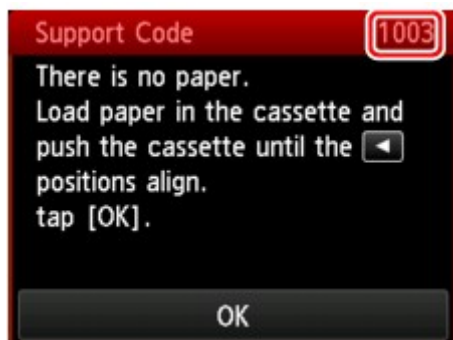 Support Code 1003
There is no paper.
Load paper in the cassette and
push the cassette until the ◀
positions align.
tap [OK].
OK